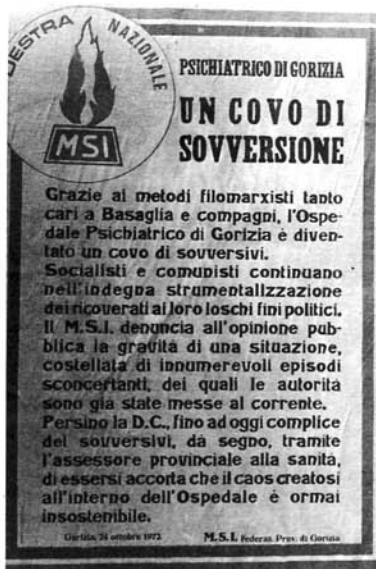 DESTRA NAZIONALE
MSI
PSICHIATRICO DI GORIZIA
UN COVO DI
SOVVERSIONE
Grazie ai metodi filomarxisti tanto
cari a Basaglia e compagni, l'Ospe-
dale Psichiatrico di Gorizia è diven-
tato un covo di sovversivi.
Socialisti e comunisti continuano
nell'indegna strumentalizzazione
dei ricoverati ai loro loschi fini politici.
Il M.S.I. denuncia all'opinione pub-
blica la gravità di una situazione,
costellata di innumerevoli episodi
sconcertanti, dei quali le autorità
sono già state messe al corrente.
Persino la D.C., fino ad oggi complice
dei sovversivi, dà segno, tramite
l'assessore provinciale alla sanità,
di essersi accorta che il caos creatosi
all'interno dell'Ospedale è ormai
insostenibile.
Gorizia, 24 ottobre 1972 M.S.I. Federaz. Prov. di Gorizia